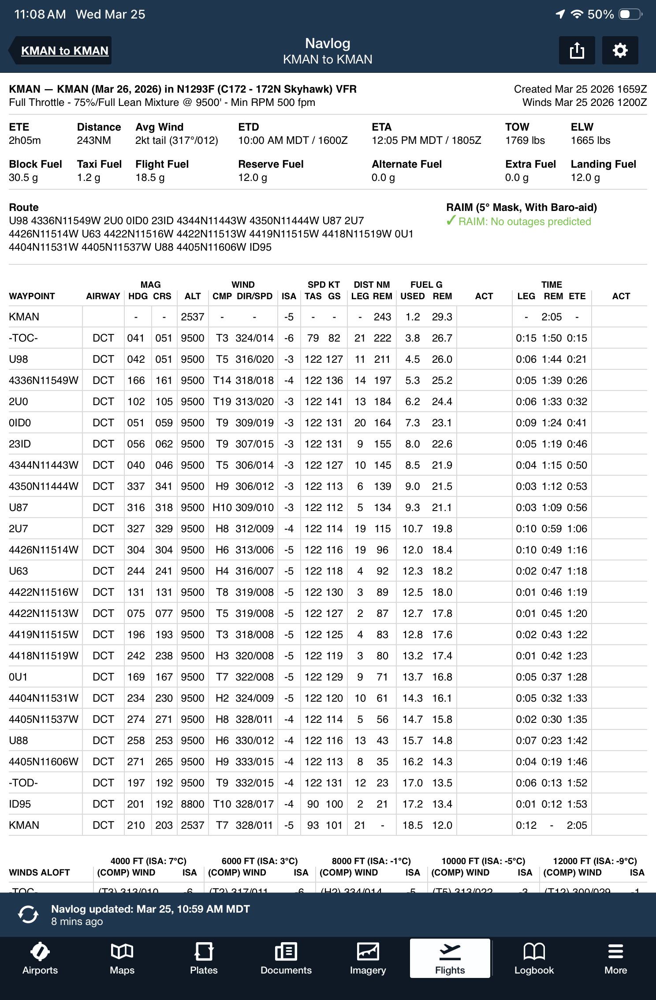 11:08 AM Wed Mar 25 50%
KMAN to KMAN
Navlog
KMAN to KMAN
KMAN — KMAN (Mar 26, 2026) in N1293F (C172 - 172N Skyhawk) VFR Created Mar 25 2026 1659Z
Full Throttle - 75%/Full Lean Mixture @ 9500' - Min RPM 500 fpm Winds Mar 25 2026 1200Z
ETE Distance Avg Wind ETD ETA TOW ELW
2h05m 243NM 2kt tail (317°/012) 10:00 AM MDT / 1600Z 12:05 PM MDT / 1805Z 1769 lbs 1665 lbs
Block Fuel Taxi Fuel Flight Fuel Reserve Fuel Alternate Fuel Extra Fuel Landing Fuel
30.5 g 1.2 g 18.5 g 12.0 g 0.0 g 0.0 g 12.0 g
Route RAIM (5° Mask, With Baro-aid)
U98 4336N11549W 2U0 0ID0 23ID 4344N11443W 4350N11444W U87 2U7 ✓ RAIM: No outages predicted
4426N11514W U63 4422N11516W 4422N11513W 4419N11515W 4418N11519W 0U1
4404N11531W 4405N11537W U88 4405N11606W ID95
MAG WIND SPD KT DIST NM FUEL G TIME
WAYPOINT AIRWAY HDG CRS ALT CMP DIR/SPD ISA TAS GS LEG REM USED REM ACT LEG REM ETE ACT
KMAN - - 2537 - - -5 - - - 243 1.2 29.3 - 2:05 -
-TOC- DCT 041 051 9500 T3 324/014 -6 79 82 21 222 3.8 26.7 0:15 1:50 0:15
U98 DCT 042 051 9500 T5 316/020 -3 122 127 11 211 4.5 26.0 0:06 1:44 0:21
4336N11549W DCT 166 161 9500 T14 318/018 -4 122 136 14 197 5.3 25.2 0:05 1:39 0:26
2U0 DCT 102 105 9500 T19 313/020 -3 122 141 13 184 6.2 24.4 0:06 1:33 0:32
0ID0 DCT 051 059 9500 T9 309/019 -3 122 131 20 164 7.3 23.1 0:09 1:24 0:41
23ID DCT 056 062 9500 T9 307/015 -3 122 131 9 155 8.0 22.6 0:05 1:19 0:46
4344N11443W DCT 040 046 9500 T5 306/014 -3 122 127 10 145 8.5 21.9 0:04 1:15 0:50
4350N11444W DCT 337 341 9500 H9 306/012 -3 122 113 6 139 9.0 21.5 0:03 1:12 0:53
U87 DCT 316 318 9500 H10 309/010 -3 122 112 5 134 9.3 21.1 0:03 1:09 0:56
2U7 DCT 327 329 9500 H8 312/009 -4 122 114 19 115 10.7 19.8 0:10 0:59 1:06
4426N11514W DCT 304 304 9500 H6 313/006 -5 122 116 19 96 12.0 18.4 0:10 0:49 1:16
U63 DCT 244 241 9500 H4 316/007 -5 122 118 4 92 12.3 18.2 0:02 0:47 1:18
4422N11516W DCT 131 131 9500 T8 319/008 -5 122 130 3 89 12.5 18.0 0:01 0:46 1:19
4422N11513W DCT 075 077 9500 T5 319/008 -5 122 127 2 87 12.7 17.8 0:01 0:45 1:20
4419N11515W DCT 196 193 9500 T3 318/008 -5 122 125 4 83 12.8 17.6 0:02 0:43 1:22
4418N11519W DCT 242 238 9500 H3 320/008 -5 122 119 3 80 13.2 17.4 0:01 0:42 1:23
0U1 DCT 169 167 9500 T7 322/008 -5 122 129 9 71 13.7 16.8 0:05 0:37 1:28
4404N11531W DCT 234 230 9500 H2 324/009 -5 122 120 10 61 14.3 16.1 0:05 0:32 1:33
4405N11537W DCT 274 271 9500 H8 328/011 -4 122 114 5 56 14.7 15.8 0:02 0:30 1:35
U88 DCT 258 253 9500 H6 330/012 -4 122 116 13 43 15.7 14.8 0:07 0:23 1:42
4405N11606W DCT 271 265 9500 H9 333/015 -4 122 113 8 35 16.2 14.3 0:04 0:19 1:46
-TOD- DCT 197 192 9500 T9 332/015 -4 122 131 12 23 17.0 13.5 0:06 0:13 1:52
ID95 DCT 201 192 8800 T10 328/017 -4 90 100 2 21 17.2 13.4 0:01 0:12 1:53
KMAN DCT 210 203 2537 T7 328/011 -5 93 101 21 - 18.5 12.0 0:12 - 2:05
4000 FT (ISA: 7°C) 6000 FT (ISA: 3°C) 8000 FT (ISA: -1°C) 10000 FT (ISA: -5°C) 12000 FT (ISA: -9°C)
WINDS ALOFT (COMP) WIND ISA (COMP) WIND ISA (COMP) WIND ISA (COMP) WIND ISA (COMP) WIND ISA
-TOC- (T3) 313/010 -6 (T2) 317/011 -6 (H2) 334/014 -5 (T5) 313/022 -3 (T12) 300/029 -1
Navlog updated: Mar 25, 10:59 AM MDT
8 mins ago
Airports Maps Plates Documents Imagery Flights Logbook More